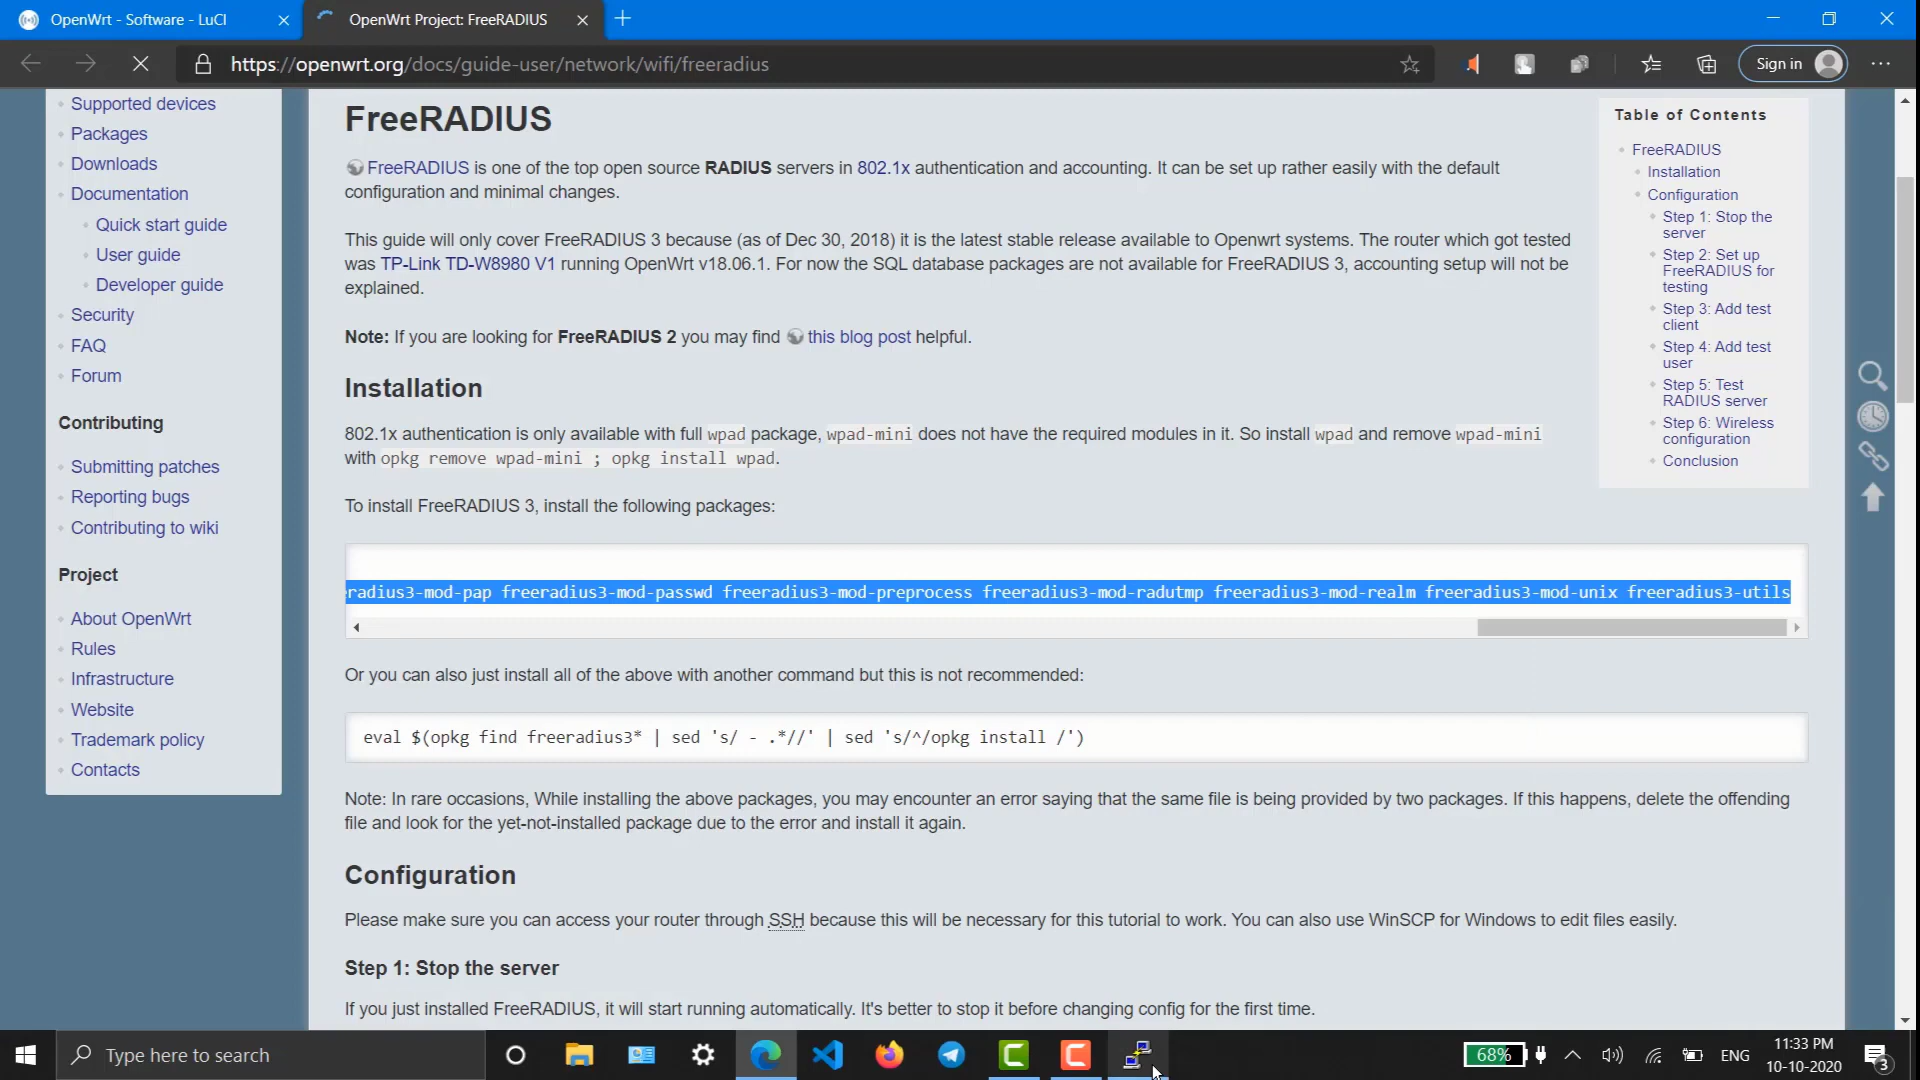 OpenWrt - Software - LuCI
OpenWrt Project: FreeRADIUS
https://openwrt.org/docs/guide-user/network/wifi/freeradius
Sign in
Supported devices
Packages
Downloads
Documentation
Quick start guide
User guide
Developer guide
Security
FAQ
Forum
Contributing
Submitting patches
Reporting bugs
Contributing to wiki
Project
About OpenWrt
Rules
Infrastructure
Website
Trademark policy
Contacts
FreeRADIUS
FreeRADIUS is one of the top open source RADIUS servers in 802.1x authentication and accounting. It can be set up rather easily with the default
configuration and minimal changes.
This guide will only cover FreeRADIUS 3 because (as of Dec 30, 2018) it is the latest stable release available to Openwrt systems. The router which got tested
was TP-Link TD-W8980 V1 running OpenWrt v18.06.1. For now the SQL database packages are not available for FreeRADIUS 3, accounting setup will not be
explained.
Note: If you are looking for FreeRADIUS 2 you may find this blog post helpful.
Installation
802.1x authentication is only available with full wpad package, wpad-mini does not have the required modules in it. So install wpad and remove wpad-mini
with opkg remove wpad-mini ; opkg install wpad.
To install FreeRADIUS 3, install the following packages:
radius3-mod-pap freeradius3-mod-passwd freeradius3-mod-preprocess freeradius3-mod-radutmp freeradius3-mod-realm freeradius3-mod-unix freeradius3-utils
Or you can also just install all of the above with another command but this is not recommended:
eval $(opkg find freeradius3* | sed 's/ - .*//' | sed 's/^/opkg install /')
Note: In rare occasions, While installing the above packages, you may encounter an error saying that the same file is being provided by two packages. If this happens, delete the offending
file and look for the yet-not-installed package due to the error and install it again.
Configuration
Please make sure you can access your router through SSH because this will be necessary for this tutorial to work. You can also use WinSCP for Windows to edit files easily.
Step 1: Stop the server
If you just installed FreeRADIUS, it will start running automatically. It's better to stop it before changing config for the first time.
Table of Contents
FreeRADIUS
Installation
Configuration
Step 1: Stop the
server
Step 2: Set up
FreeRADIUS for
testing
Step 3: Add test
client
Step 4: Add test
user
Step 5: Test
RADIUS server
Step 6: Wireless
configuration
Conclusion
Type here to search
68%
ENG
11:33 PM
10-10-2020
3